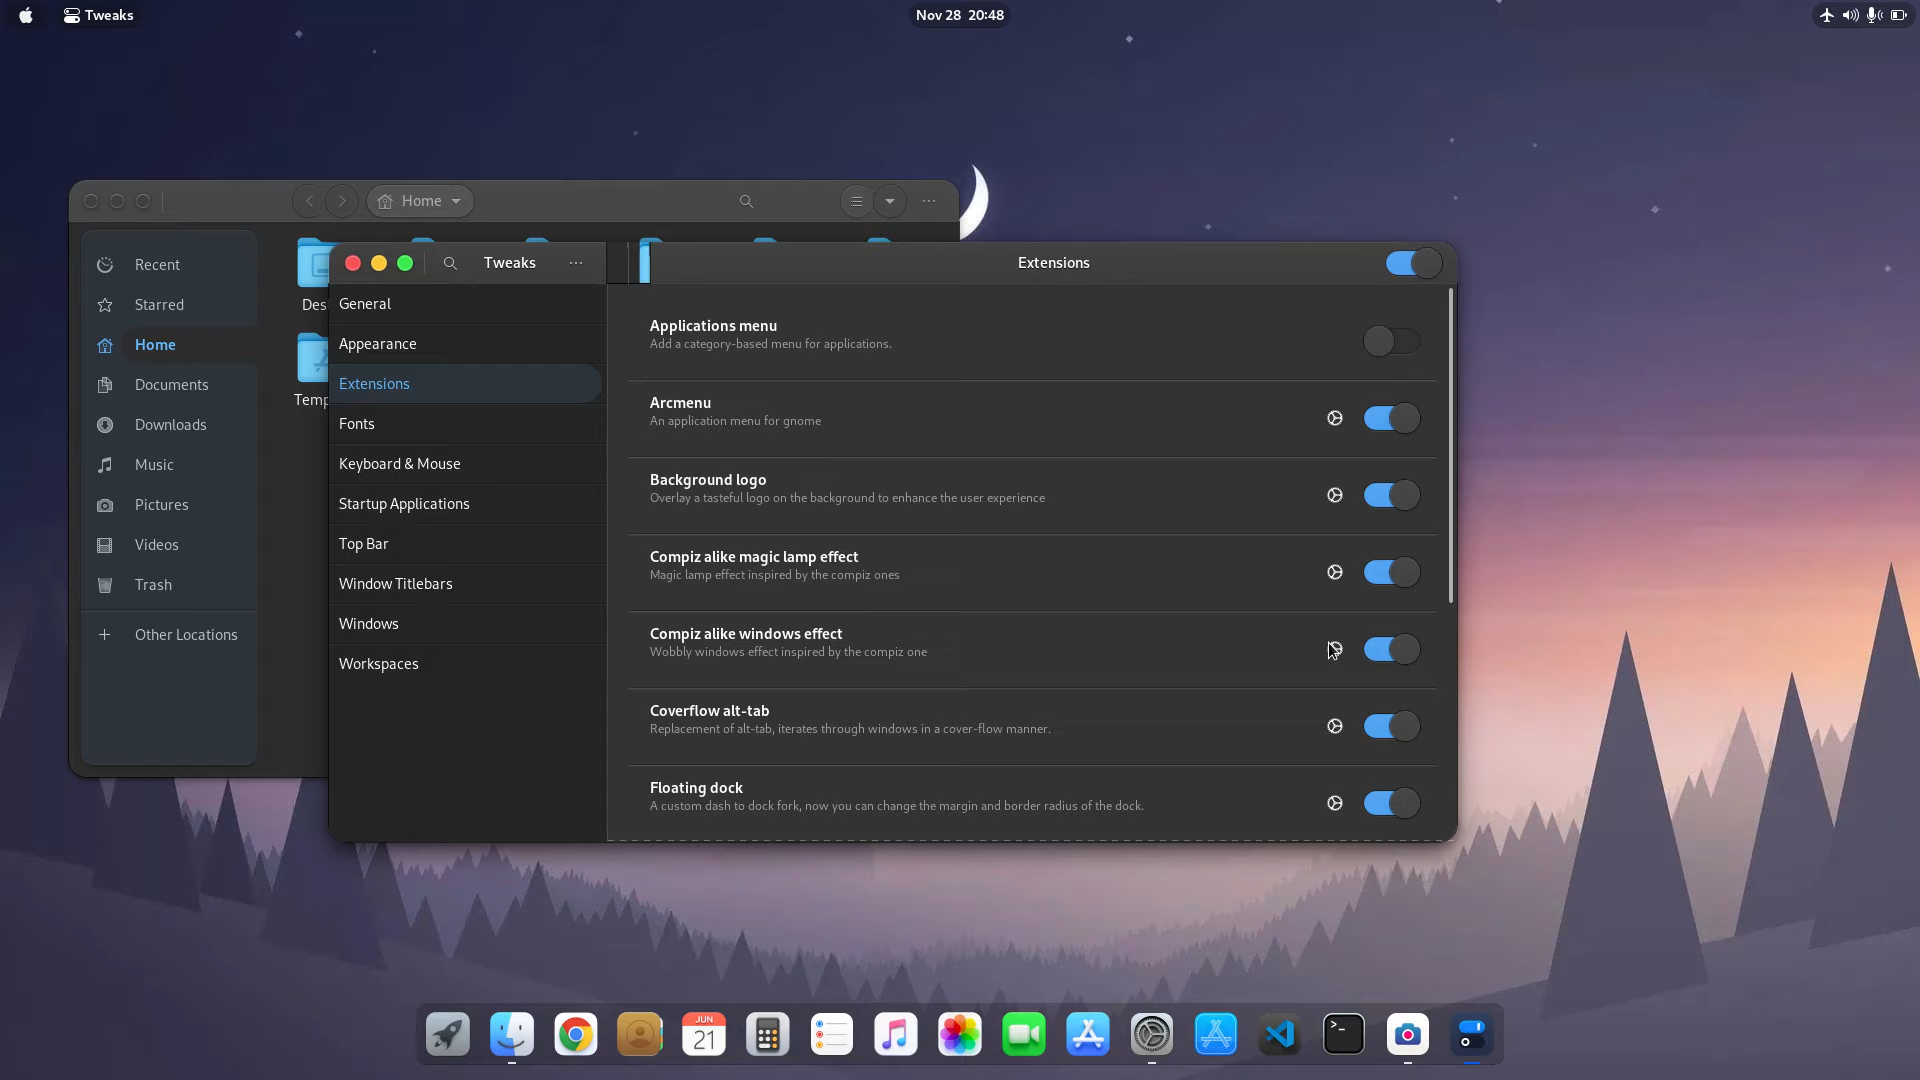 Tweaks
Nov 28 20:48
Home
Recent
Starred
Home
Documents
Downloads
Music
Pictures
Videos
Trash
Other Locations
Des
Temp
Tweaks
Extensions
General
Appearance
Extensions
Fonts
Keyboard & Mouse
Startup Applications
Top Bar
Window Titlebars
Windows
Workspaces
Applications menu
Add a category-based menu for applications.
Arcmenu
An application menu for gnome
Background logo
Overlay a tasteful logo on the background to enhance the user experience
Compiz alike magic lamp effect
Magic lamp effect inspired by the compiz ones
Compiz alike windows effect
Wobbly windows effect inspired by the compiz one
Coverflow alt-tab
Replacement of alt-tab, iterates through windows in a cover-flow manner.
Floating dock
A custom dash to dock fork, now you can change the margin and border radius of the dock.
JUN
21
>_